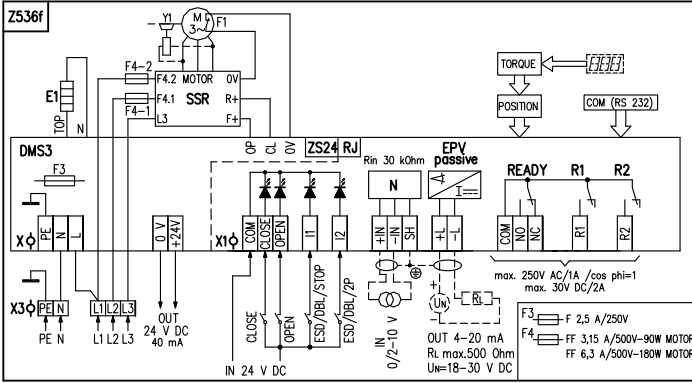 Z536f
Y1
M
3~
F1
F4-2
F4.2 MOTOR 0V
SSR
F4.1
R+
F4-1
L3
F+
E1
TOP
N
OP
CL
0V
TORQUE
POSITION
COM (RS 232)
DMS3
F3
ZS24 RJ
Rin 30 kOhm
N
EPV
passive
READY R1 R2
X
PE
N
L
0 V
+24V
X1
COM
CLOSE
OPEN
I1
I2
+IN
-IN
SH
+L
-L
COM
NO
NC
R1
R2
max. 250V AC/1A /cos phi=1
max. 30V DC/2A
X3
PE N
L1 L2 L3
PE N
L1 L2 L3
OUT
24 V DC
40 mA
CLOSE
OPEN
ESD/DBL/STOP
ESD/DBL/2P
IN 24 V DC
IN
0/2-10 V
+
UN
-
RL
OUT 4-20 mA
RL max.500 Ohm
UN=18-30 V DC
F3 F 2,5 A/250V
F4 FF 3,15 A/500V-90W MOTOR
FF 6,3 A/500V-180W MOTOR